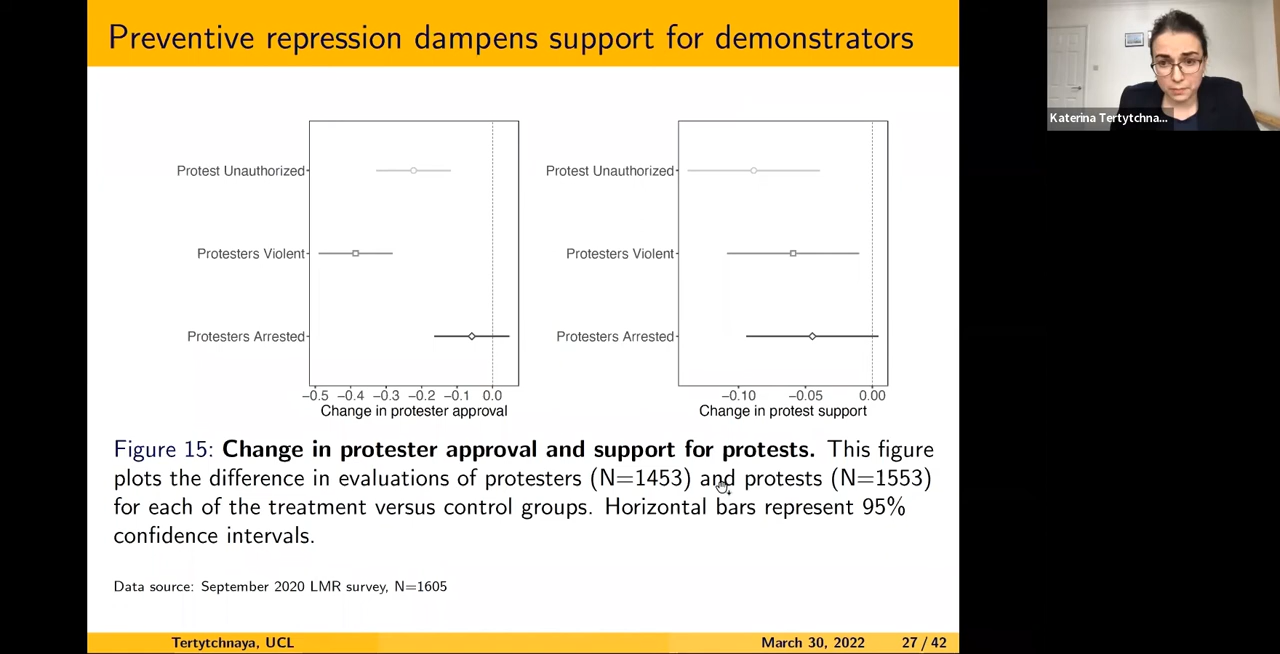 Preventive repression dampens support for demonstrators
Katerina Tertytchna...
Protest Unauthorized
Protesters Violent
Protesters Arrested
−0.5 −0.4 −0.3 −0.2 −0.1 0.0
Change in protester approval
Protest Unauthorized
Protesters Violent
Protesters Arrested
−0.10 −0.05 0.00
Change in protest support
Figure 15: Change in protester approval and support for protests. This figure
plots the difference in evaluations of protesters (N=1453) and protests (N=1553)
for each of the treatment versus control groups. Horizontal bars represent 95%
confidence intervals.
Data source: September 2020 LMR survey, N=1605
Tertytchnaya, UCL March 30, 2022 27 / 42